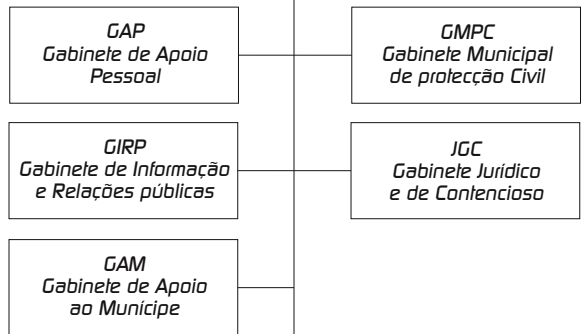 GAP
Gabinete de Apoio
Pessoal
GMPC
Gabinete Municipal
de protecção Civil
GIRP
Gabinete de Informação
e Relações públicas
JGC
Gabinete Jurídico
e de Contencioso
GAM
Gabinete de Apoio
ao Munícipe